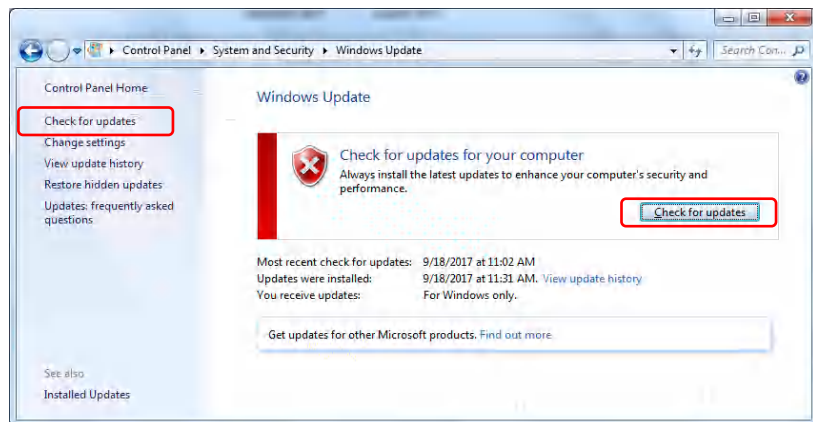 Control Panel ▸ System and Security ▸ Windows Update
Search Con...
Control Panel Home
Check for updates
Change settings
View update history
Restore hidden updates
Updates: frequently asked
questions
See also
Installed Updates
Windows Update
Check for updates for your computer
Always install the latest updates to enhance your computer's security and
performance.
Check for updates
Most recent check for updates: 9/18/2017 at 11:02 AM
Updates were installed: 9/18/2017 at 11:31 AM. View update history
You receive updates: For Windows only.
Get updates for other Microsoft products. Find out more